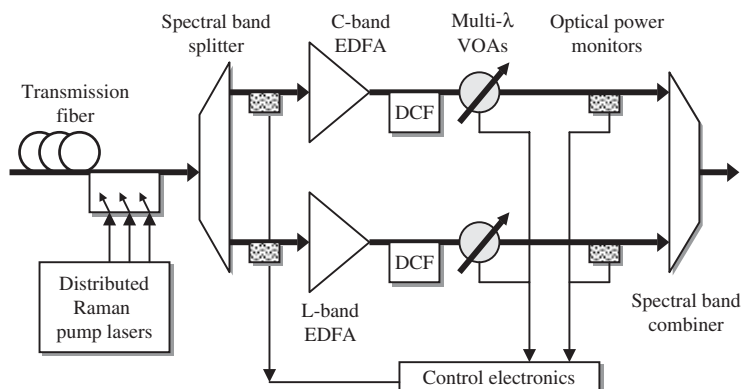 Spectral band
splitter
C-band
EDFA
Multi-λ
VOAs
Optical power
monitors
Transmission
fiber
DCF
DCF
Distributed
Raman
pump lasers
L-band
EDFA
Spectral band
combiner
Control electronics